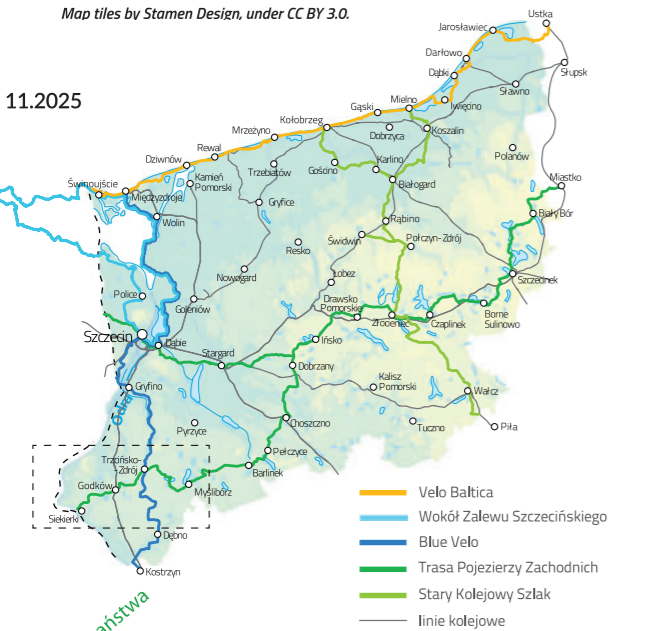 Map tiles by Stamen Design, under CC BY 3.0.
11.2025
Ustka
Jarosławiec
Darłowo
Słupsk
Dąbki
Sławno
Mielno
Iwięcino
Gąski
Kołobrzeg
Koszalin
Dobrzyca
Mrzeżyno
Rewal
Polanów
Dziwnów
Karlino
Gościno
Trzebiatów
Miastko
Świnoujście
Kamień
Pomorski
Białogard
Międzyzdroje
Gryfice
Biały Bór
Wolin
Rąbino
Świdwin
Połczyn-Zdrój
Resko
Nowogard
Łobez
Szczecinek
Police
Drawsko
Pomorskie
Goleniów
Borne
Sulinowo
Złocieniec
Czaplinek
Szczecin
Dąbie
Ińsko
Stargard
Dobrzany
Kalisz
Pomorski
Gryfino
Wałcz
Odra
Choszczno
Tuczno
Piła
Pyrzyce
Pełczyce
Trzcińsko-
Zdrój
Barlinek
Godków
Myślibórz
Siekierki
Dębno
Kostrzyn
aństwa
Velo Baltica
Wokół Zalewu Szczecińskiego
Blue Velo
Trasa Pojezierzy Zachodnich
Stary Kolejowy Szlak
linie kolejowe